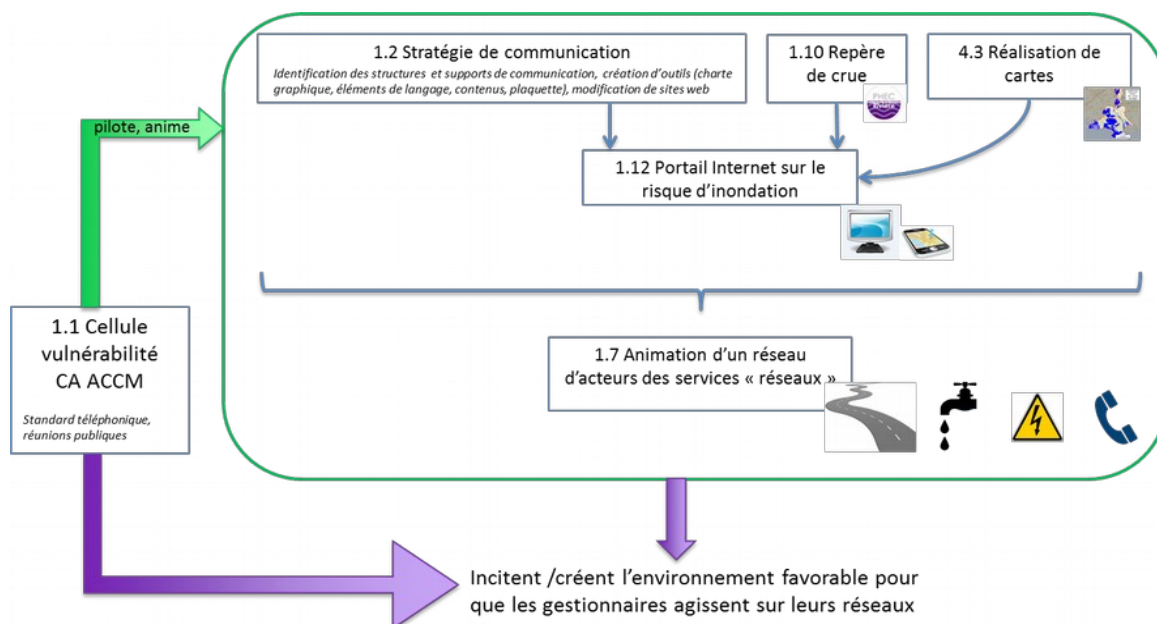 1.2 Stratégie de communication
Identification des structures et supports de communication, création d'outils (charte
graphique, éléments de langage, contenus, plaquette), modification de sites web
1.10 Repère
de crue
PHEC
4.3 Réalisation de
cartes
pilote, anime
1.12 Portail Internet sur le
risque d'inondation
1.1 Cellule
vulnérabilité
CA ACCM
Standard téléphonique,
réunions publiques
1.7 Animation d'un réseau
d'acteurs des services « réseaux »
Incitent /créent l'environnement favorable pour
que les gestionnaires agissent sur leurs réseaux